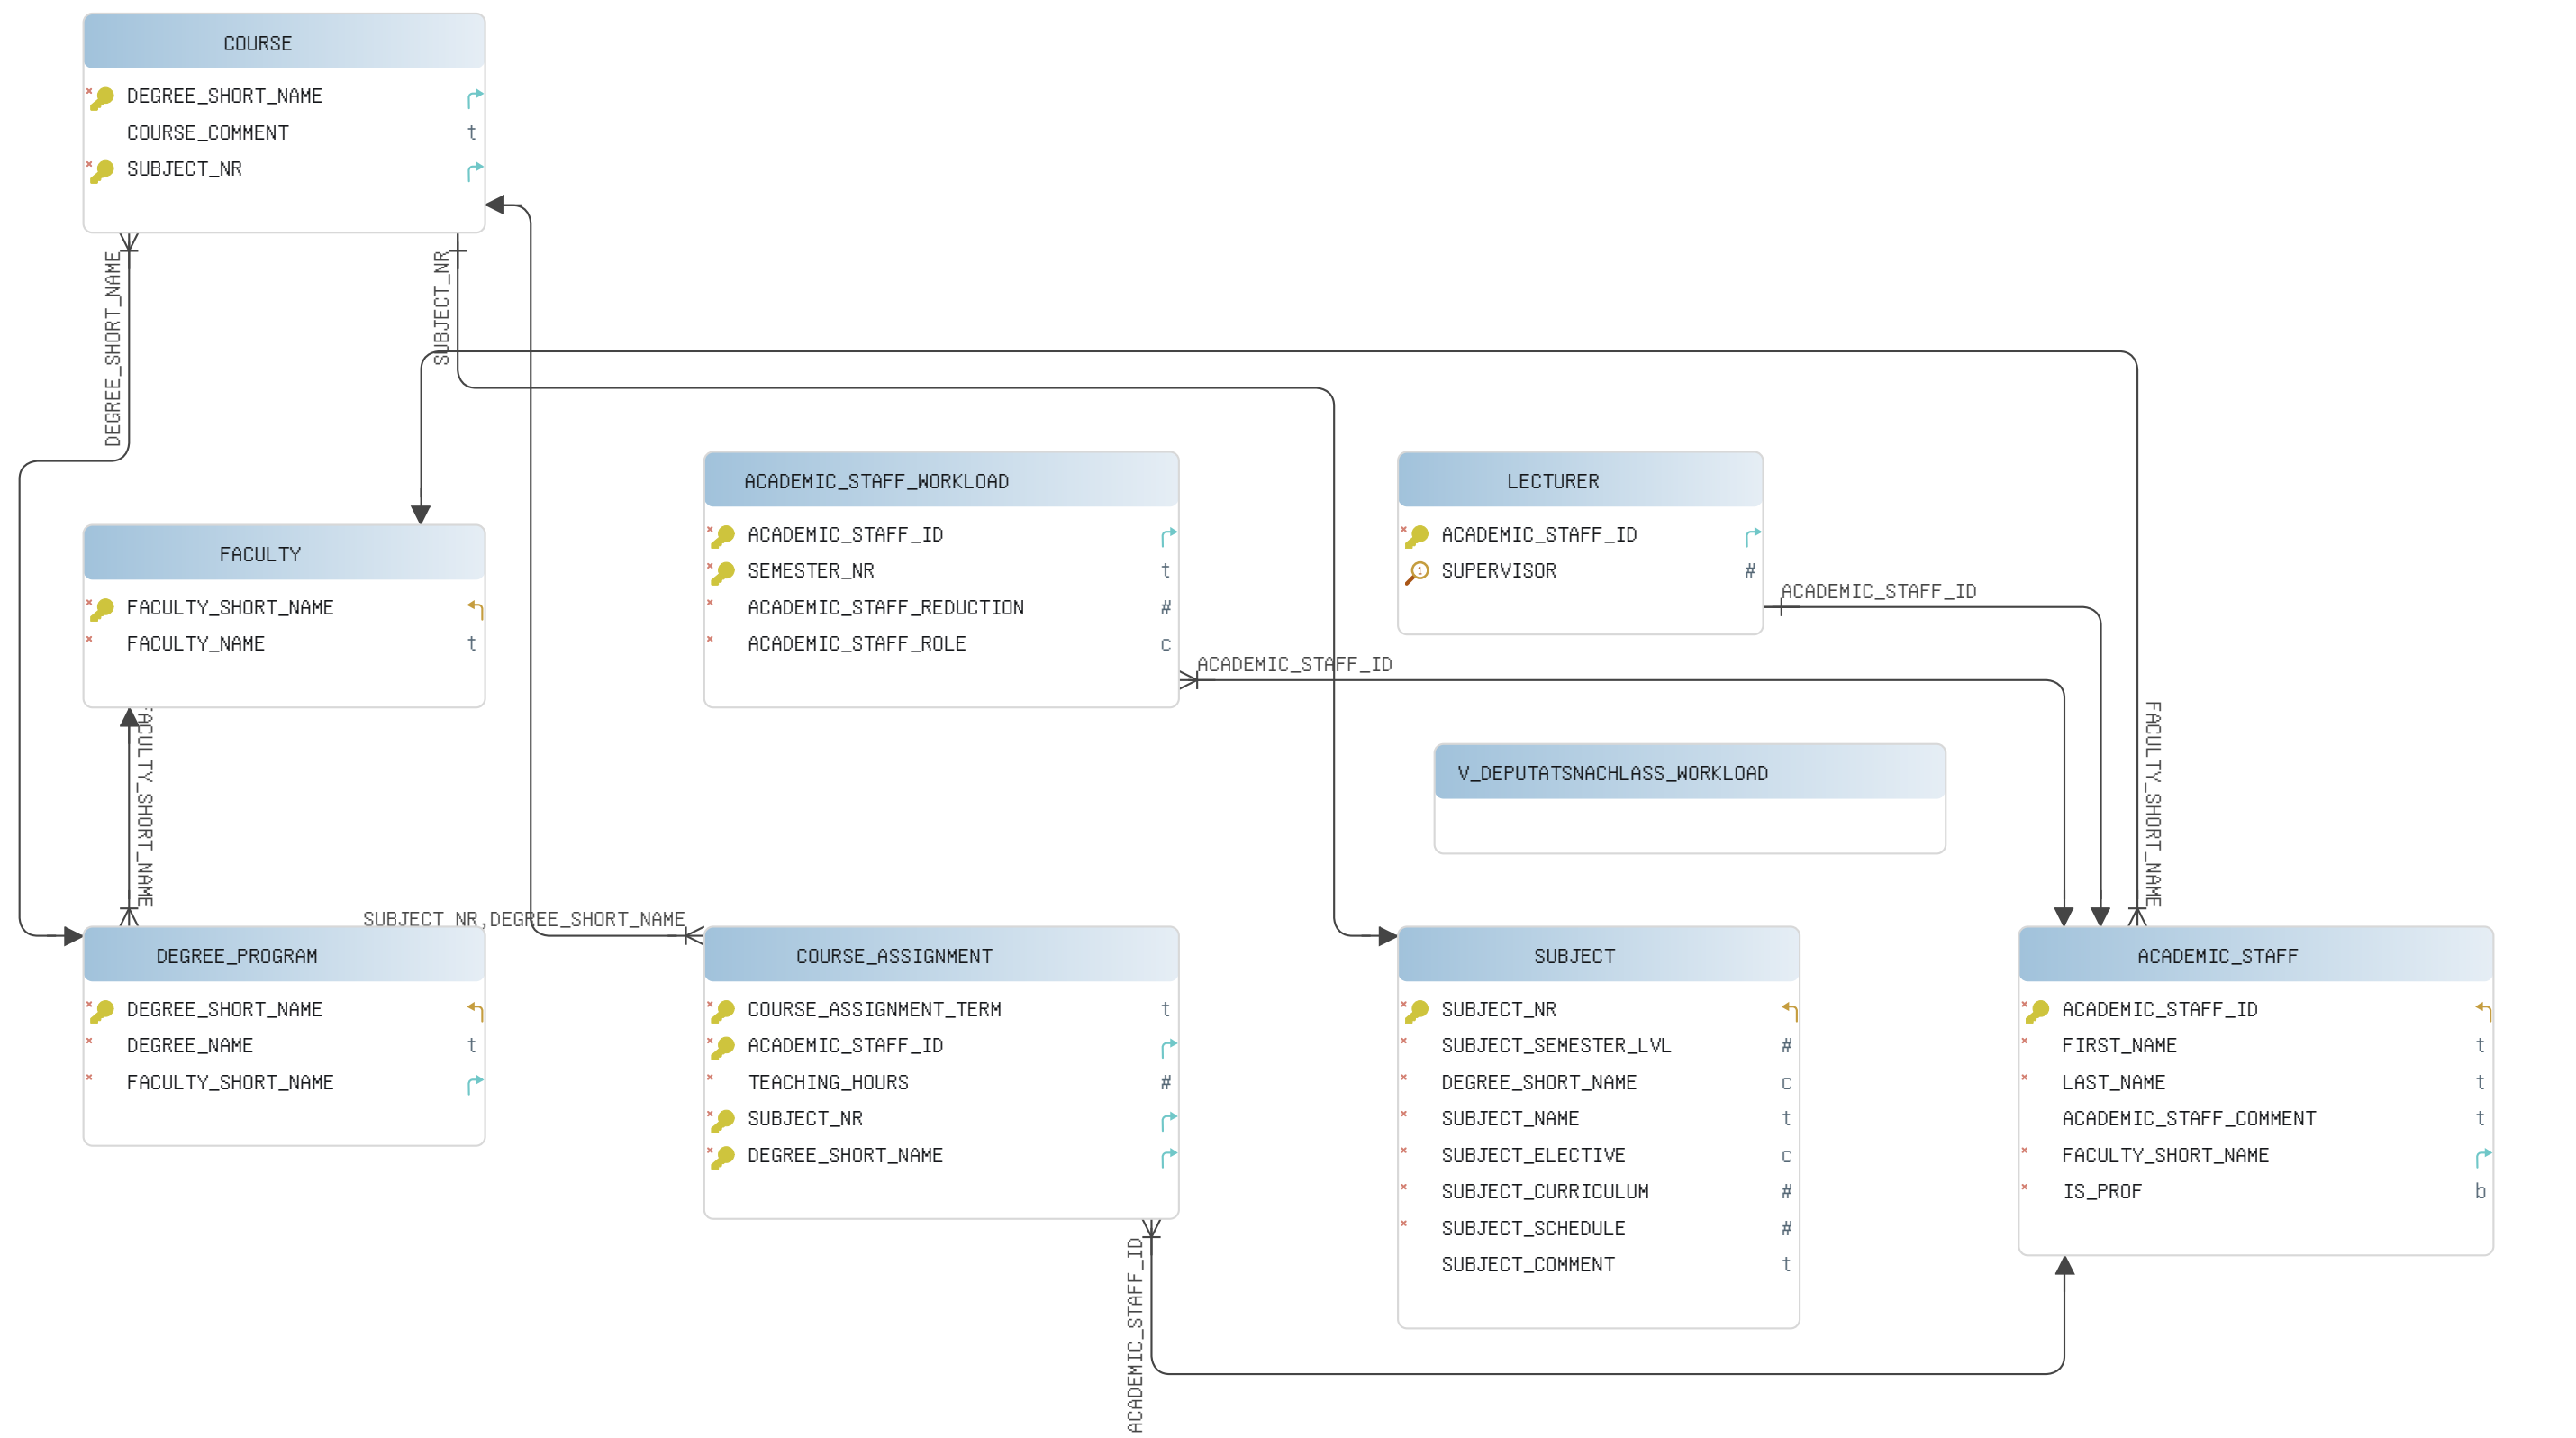 COURSE
DEGREE_SHORT_NAME
COURSE_COMMENT t
SUBJECT_NR
DEGREE_SHORT_NAME
SUBJECT_NR
FACULTY
FACULTY_SHORT_NAME
FACULTY_NAME t
FACULTY_SHORT_NAME
ACADEMIC_STAFF_WORKLOAD
ACADEMIC_STAFF_ID
SEMESTER_NR t
ACADEMIC_STAFF_REDUCTION #
ACADEMIC_STAFF_ROLE c
ACADEMIC_STAFF_ID
LECTURER
ACADEMIC_STAFF_ID
1 SUPERVISOR #
ACADEMIC_STAFF_ID
V_DEPUTATSNACHLASS_WORKLOAD
FACULTY_SHORT_NAME
DEGREE_PROGRAM
DEGREE_SHORT_NAME
DEGREE_NAME t
FACULTY_SHORT_NAME
SUBJECT_NR,DEGREE_SHORT_NAME
COURSE_ASSIGNMENT
COURSE_ASSIGNMENT_TERM t
ACADEMIC_STAFF_ID
TEACHING_HOURS #
SUBJECT_NR
DEGREE_SHORT_NAME
ACADEMIC_STAFF_ID
SUBJECT
SUBJECT_NR
SUBJECT_SEMESTER_LVL #
DEGREE_SHORT_NAME c
SUBJECT_NAME t
SUBJECT_ELECTIVE c
SUBJECT_CURRICULUM #
SUBJECT_SCHEDULE #
SUBJECT_COMMENT t
ACADEMIC_STAFF
ACADEMIC_STAFF_ID
FIRST_NAME t
LAST_NAME t
ACADEMIC_STAFF_COMMENT t
FACULTY_SHORT_NAME
IS_PROF b